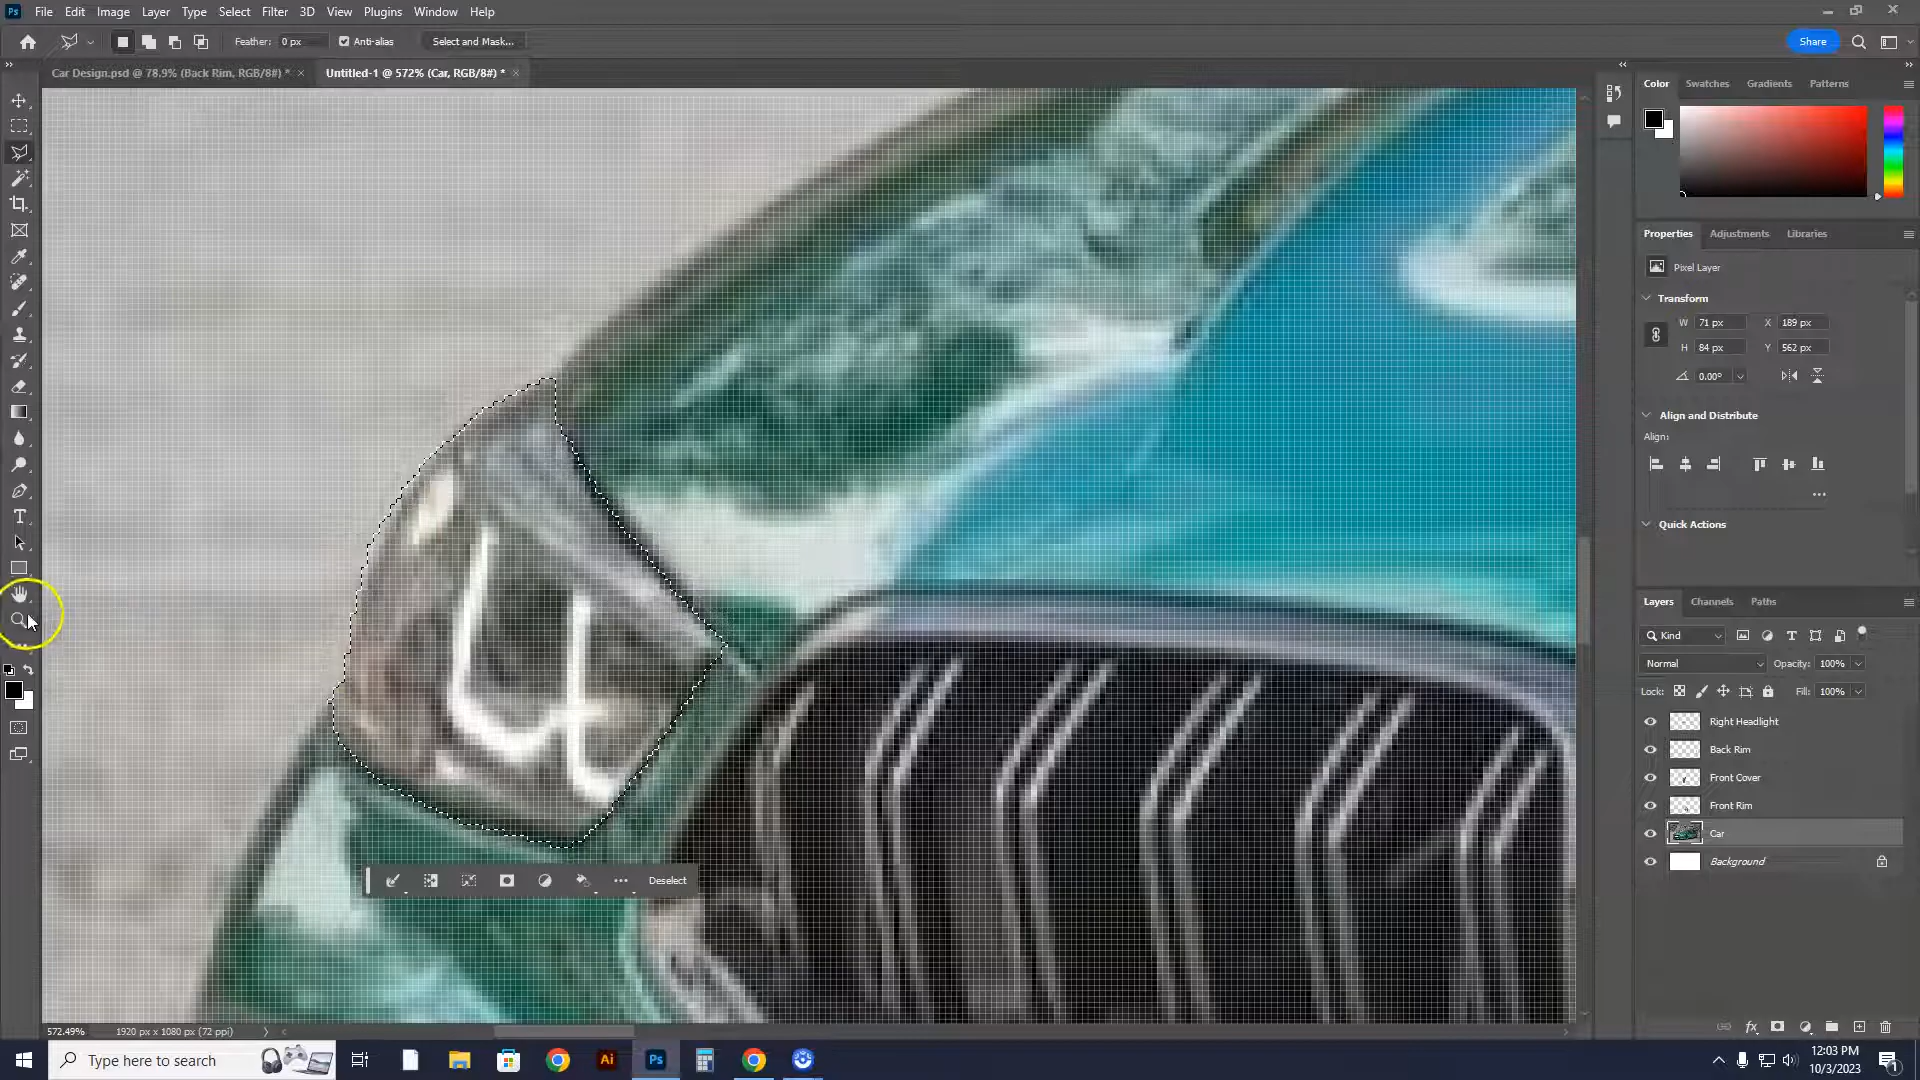 Ps File Edit Image Layer Type Select Filter 3D View Plugins Window Help
Feather: 0 px Anti-alias Select and Mask... Share
Car Design.psd @ 78.9% (Back Rim, RGB/8#) * × Untitled-1 @ 572% (Car, RGB/8#) * ×
Color Swatches Gradients Patterns
Properties Adjustments Libraries
Pixel Layer
Transform
W 71 px X 189 px
H 84 px Y 562 px
0.00°
Align and Distribute
Align:
Quick Actions
Layers Channels Paths
Kind
Normal Opacity: 100%
Lock: Fill: 100%
Right Headlight
Back Rim
Front Cover
Front Rim
Car
Background
Deselect
572.49% 1920 px x 1080 px (72 ppi)
Type here to search Ai Ps 12:03 PM
10/3/2023 1